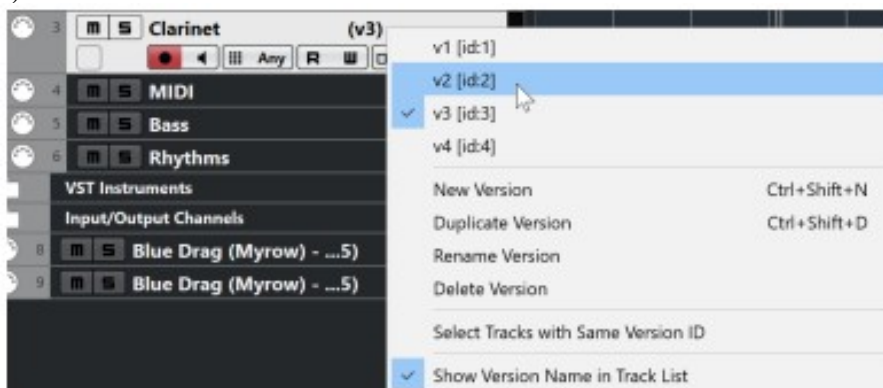 )
3 m S Clarinet (v3)
Any R W
4 m S MIDI
5 m S Bass
6 m S Rhythms
VST Instruments
Input/Output Channels
8 m S Blue Drag (Myrow) - ....5)
9 m S Blue Drag (Myrow) - ....5)
v1 [id:1]
v2 [id:2]
v3 [id:3]
v4 [id:4]
New Version Ctrl+Shift+N
Duplicate Version Ctrl+Shift+D
Rename Version
Delete Version
Select Tracks with Same Version ID
Show Version Name in Track List